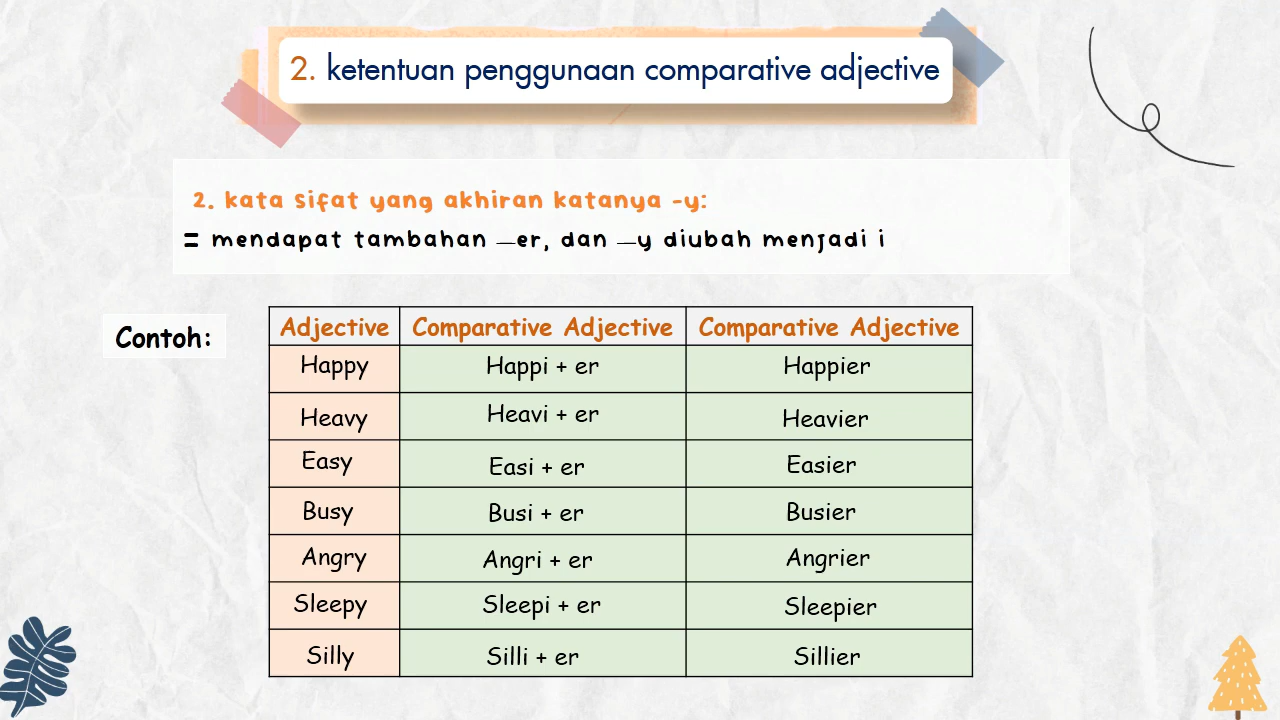 2. ketentuan penggunaan comparative adjective
2. kata sifat yang akhiran katanya -y:
= mendapat tambahan –er, dan –y diubah menjadi i
Contoh:
Adjective Comparative Adjective Comparative Adjective
Happy Happi + er Happier
Heavy Heavi + er Heavier
Easy Easi + er Easier
Busy Busi + er Busier
Angry Angri + er Angrier
Sleepy Sleepi + er Sleepier
Silly Silli + er Sillier